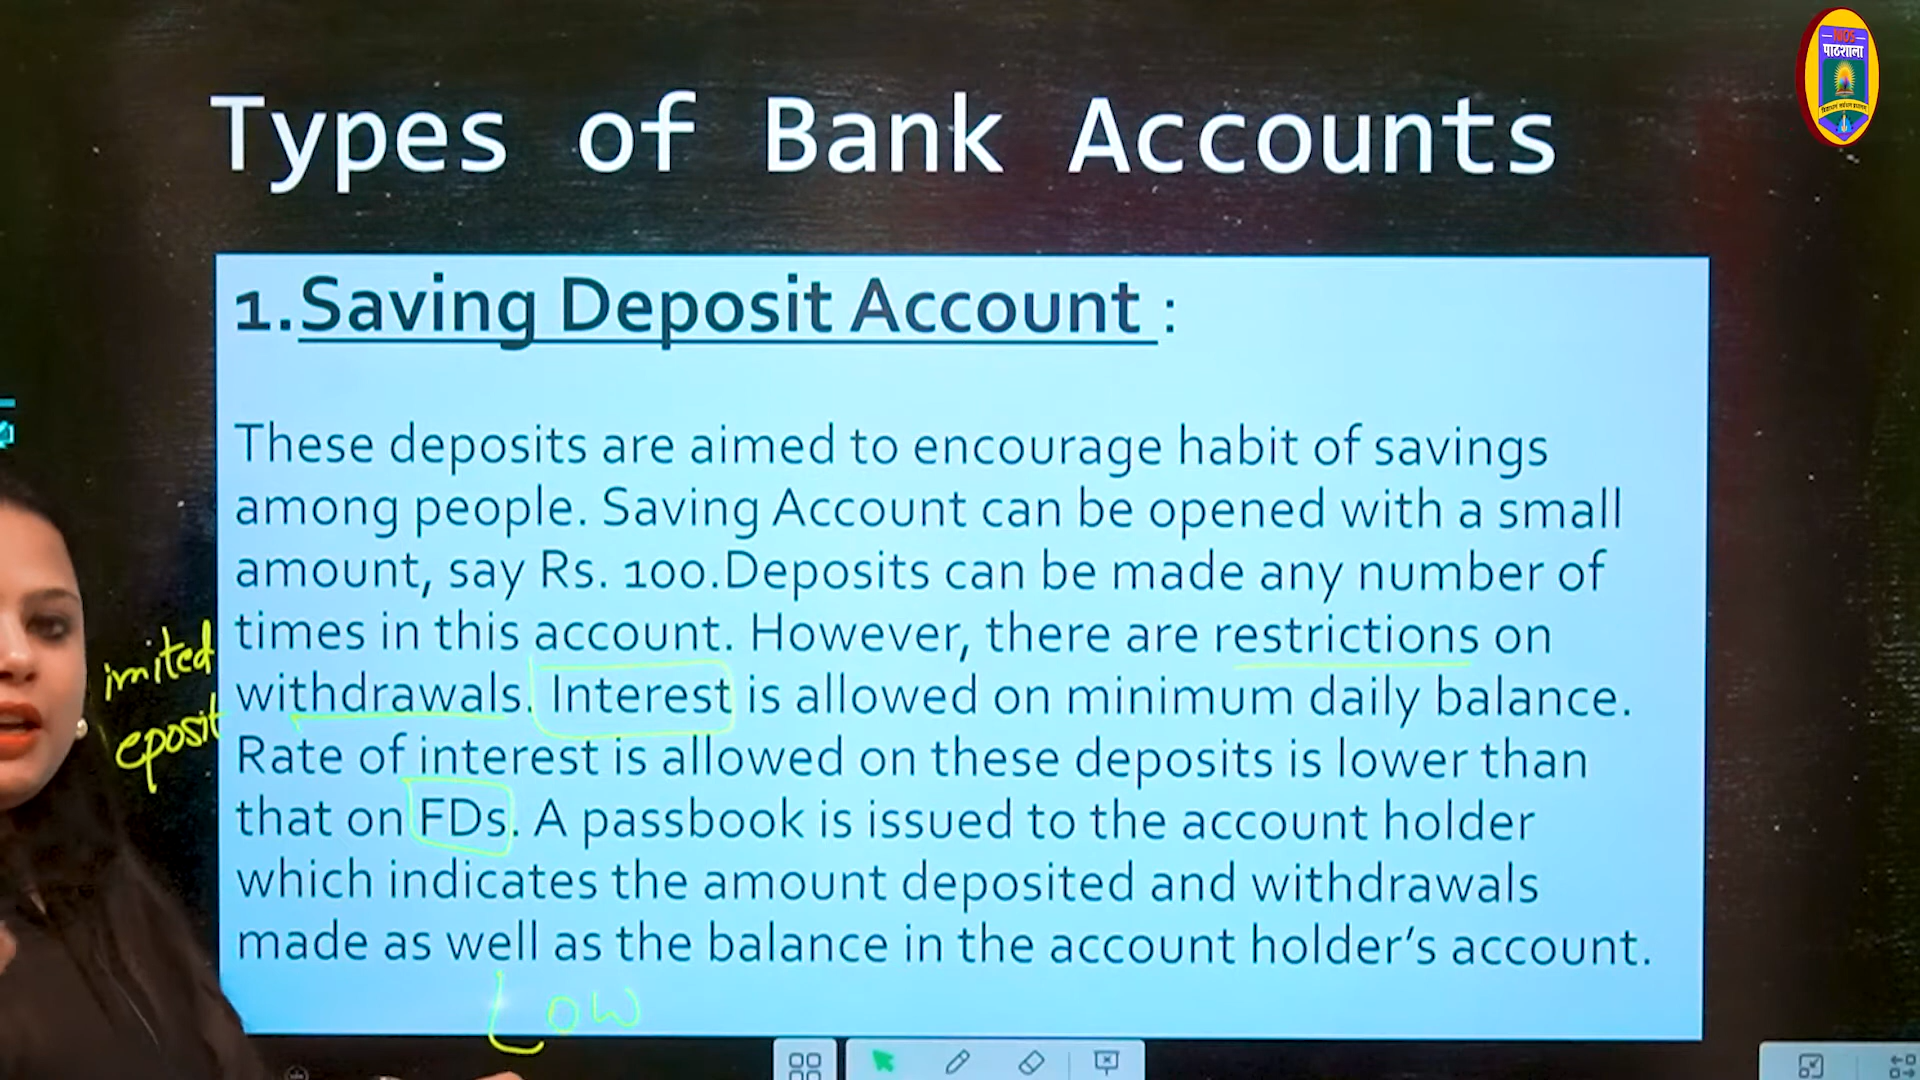 NIOS
पाठशाला
Types of Bank Accounts
1.Saving Deposit Account :
These deposits are aimed to encourage habit of savings
among people. Saving Account can be opened with a small
amount, say Rs. 100.Deposits can be made any number of
times in this account. However, there are restrictions on
withdrawals. Interest is allowed on minimum daily balance.
Rate of interest is allowed on these deposits is lower than
that on FDs. A passbook is issued to the account holder
which indicates the amount deposited and withdrawals
made as well as the balance in the account holder’s account.
imited
eposit
Low